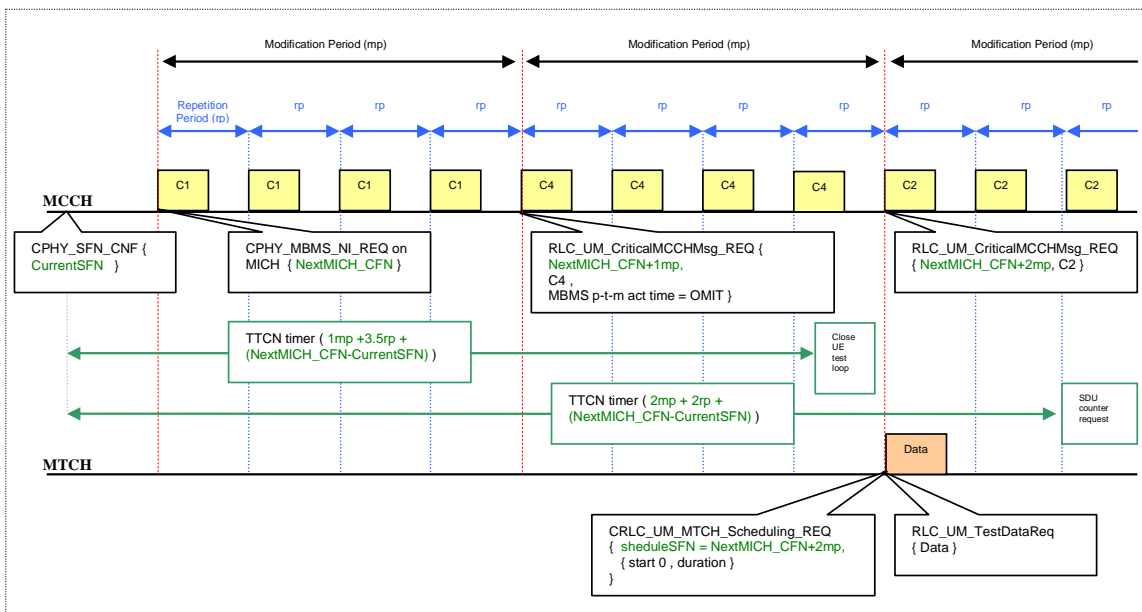 Modification Period (mp)
Modification Period (mp)
Modification Period (mp)
Repetition
Period (rp)
rp
rp
rp
rp
rp
rp
rp
rp
rp
rp
C1
C1
C1
C1
C4
C4
C4
C4
C2
C2
C2
MCCH
CPHY_SFN_CNF {
CurrentSFN }
CPHY_MBMS_NI_REQ on
MICH { NextMICH_CFN }
RLC_UM_CriticalMCCHMsg_REQ {
NextMICH_CFN+1mp,
C4 ,
MBMS p-t-m act time = OMIT }
RLC_UM_CriticalMCCHMsg_REQ
{ NextMICH_CFN+2mp, C2 }
TTCN timer ( 1mp +3.5rp +
(NextMICH_CFN-CurrentSFN) )
Close
UE
test
loop
TTCN timer ( 2mp + 2rp +
(NextMICH_CFN-CurrentSFN) )
SDU
counter
request
MTCH
Data
CRLC_UM_MTCH_Scheduling_REQ
{ sheduleSFN = NextMICH_CFN+2mp,
{ start 0 , duration }
}
RLC_UM_TestDataReq
{ Data }